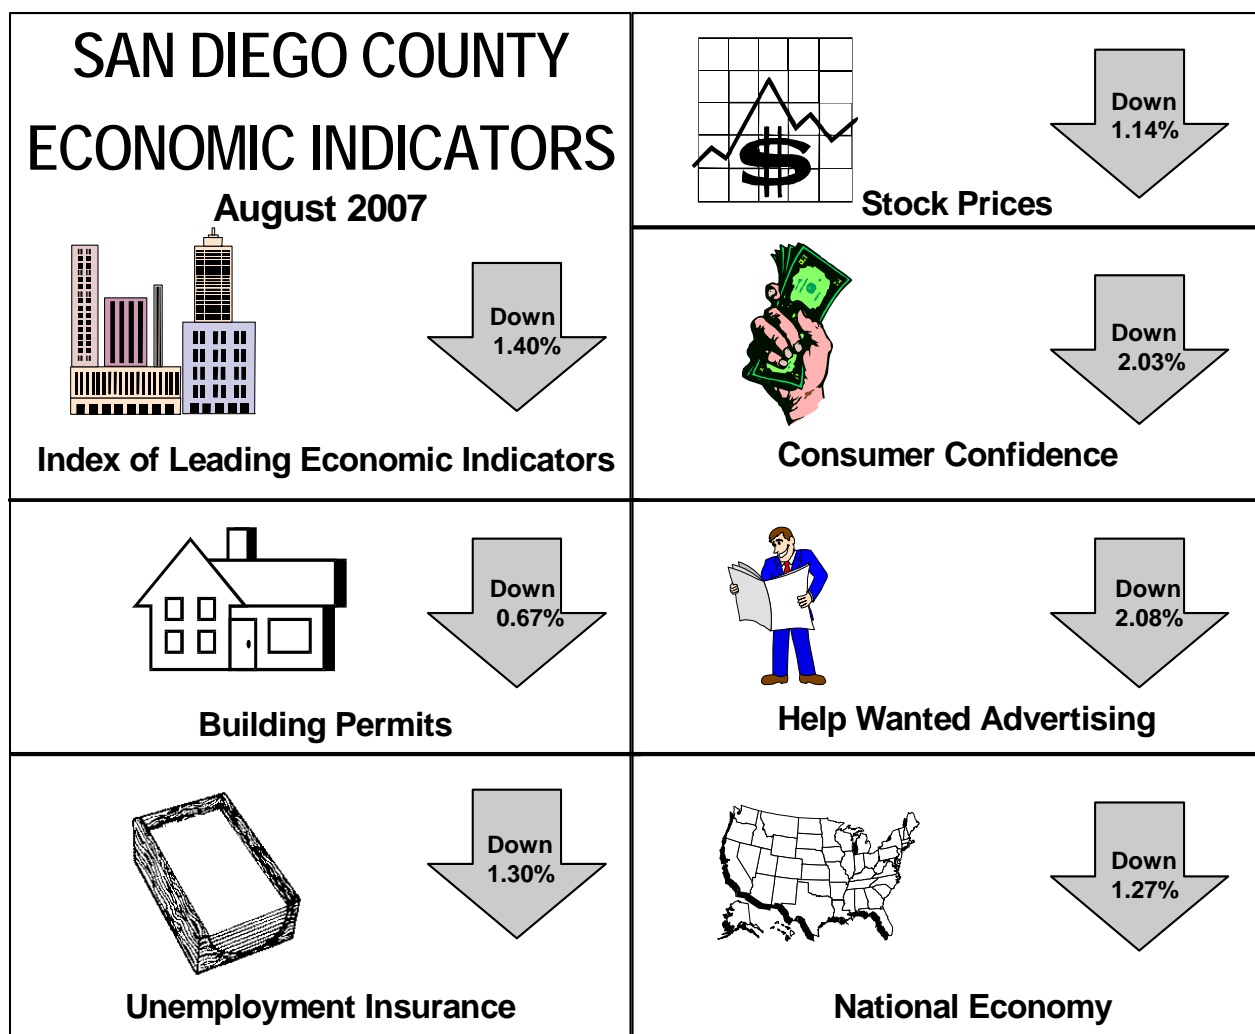 SAN DIEGO COUNTY
ECONOMIC INDICATORS
August 2007
Down
1.40%
Index of Leading Economic Indicators
Down
1.14%
Stock Prices
Down
2.03%
Consumer Confidence
Down
0.67%
Building Permits
Down
2.08%
Help Wanted Advertising
Down
1.30%
Unemployment Insurance
Down
1.27%
National Economy